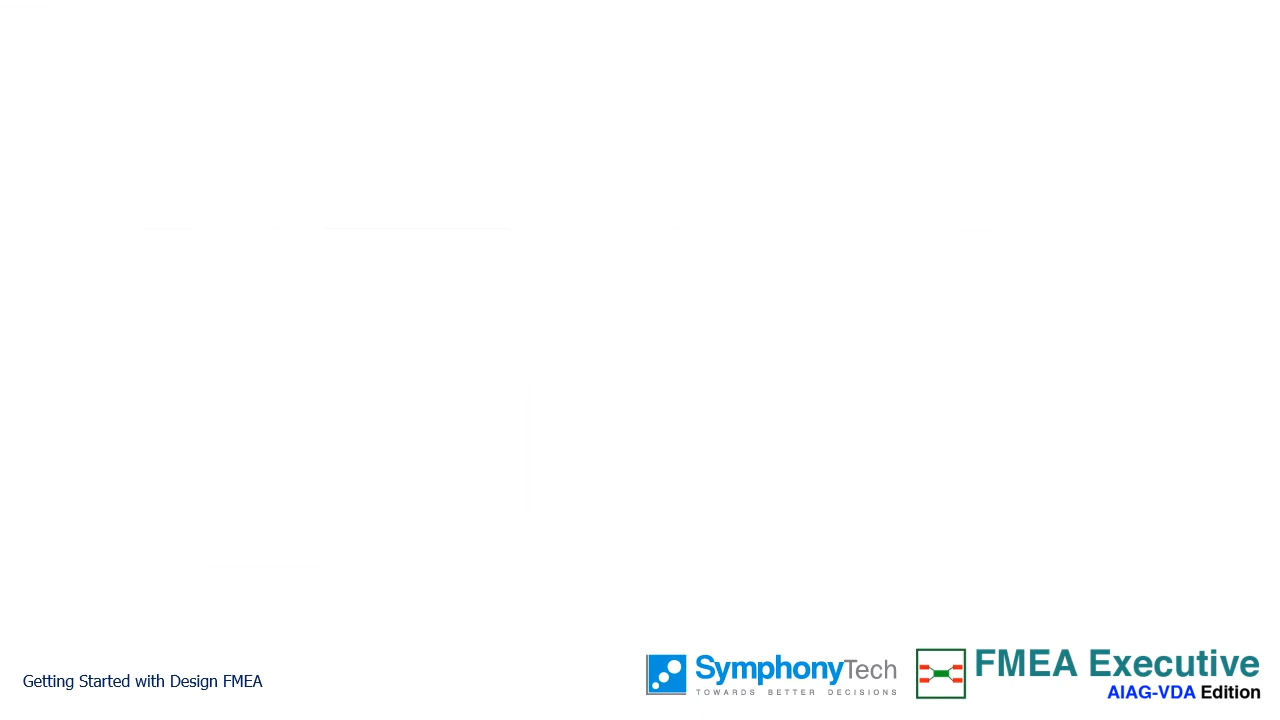 Getting Started with Design FMEA
SymphonyTech
TOWARDS BETTER DECISIONS
FMEA Executive
AIAG-VDA Edition